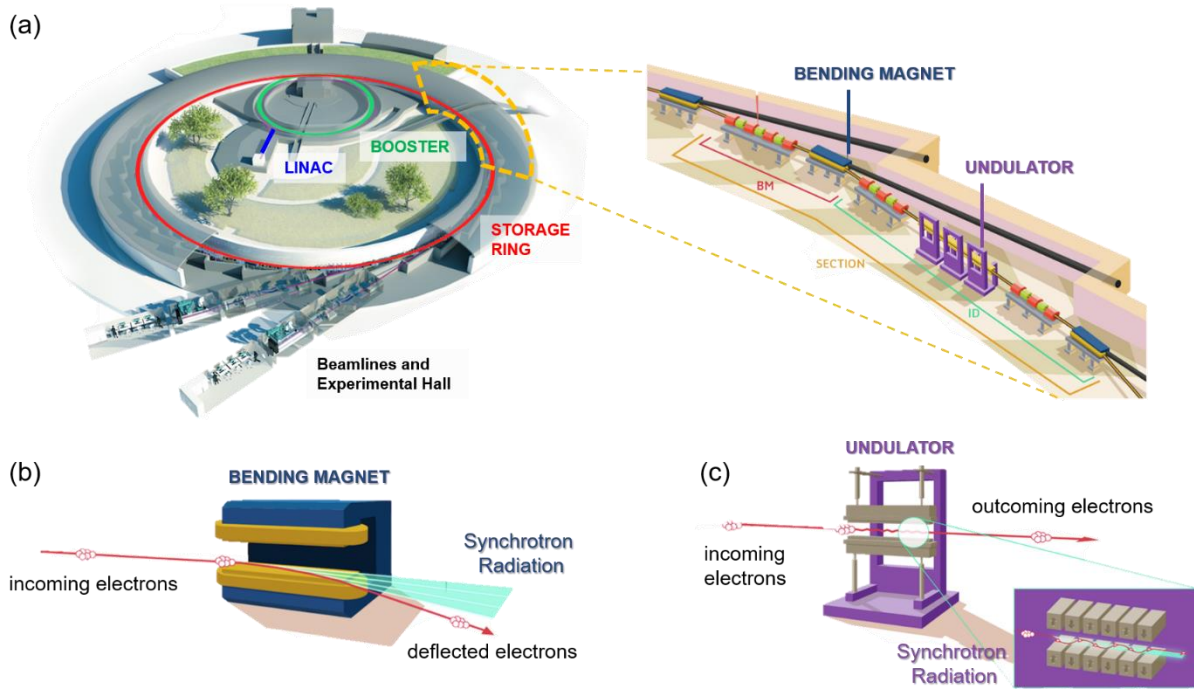 (a)
BENDING MAGNET
BOOSTER
LINAC
UNDULATOR
BM
STORAGE
RING
SECTION
ID
Beamlines and
Experimental Hall
(b)
BENDING MAGNET
incoming electrons
Synchrotron
Radiation
deflected electrons
(c)
UNDULATOR
outcoming electrons
incoming
electrons
Synchrotron
Radiation